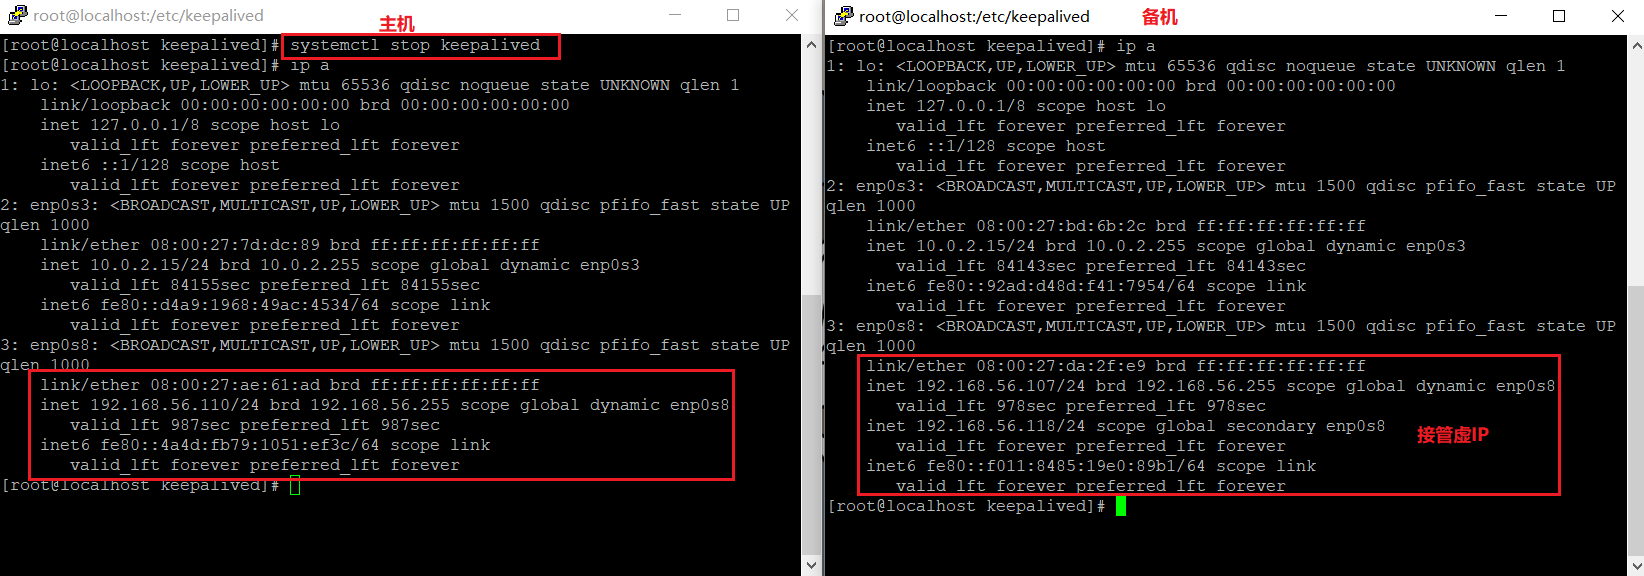 root@localhost:/etc/keepalived
主机
[root@localhost keepalived]# systemctl stop keepalived
[root@localhost keepalived]# ip a
1: lo: <LOOPBACK,UP,LOWER_UP> mtu 65536 qdisc noqueue state UNKNOWN qlen 1
link/loopback 00:00:00:00:00:00 brd 00:00:00:00:00:00
inet 127.0.0.1/8 scope host lo
valid_lft forever preferred_lft forever
inet6 ::1/128 scope host
valid_lft forever preferred_lft forever
2: enp0s3: <BROADCAST,MULTICAST,UP,LOWER_UP> mtu 1500 qdisc pfifo_fast state UP
qlen 1000
link/ether 08:00:27:7d:dc:89 brd ff:ff:ff:ff:ff:ff
inet 10.0.2.15/24 brd 10.0.2.255 scope global dynamic enp0s3
valid_lft 84155sec preferred_lft 84155sec
inet6 fe80::d4a9:1968:49ac:4534/64 scope link
valid_lft forever preferred_lft forever
3: enp0s8: <BROADCAST,MULTICAST,UP,LOWER_UP> mtu 1500 qdisc pfifo_fast state UP
qlen 1000
link/ether 08:00:27:ae:61:ad brd ff:ff:ff:ff:ff:ff
inet 192.168.56.110/24 brd 192.168.56.255 scope global dynamic enp0s8
valid_lft 987sec preferred_lft 987sec
inet6 fe80::4a4d:fb79:1051:ef3c/64 scope link
valid_lft forever preferred_lft forever
[root@localhost keepalived]#
root@localhost:/etc/keepalived
备机
[root@localhost keepalived]# ip a
1: lo: <LOOPBACK,UP,LOWER_UP> mtu 65536 qdisc noqueue state UNKNOWN qlen 1
link/loopback 00:00:00:00:00:00 brd 00:00:00:00:00:00
inet 127.0.0.1/8 scope host lo
valid_lft forever preferred_lft forever
inet6 ::1/128 scope host
valid_lft forever preferred_lft forever
2: enp0s3: <BROADCAST,MULTICAST,UP,LOWER_UP> mtu 1500 qdisc pfifo_fast state UP
qlen 1000
link/ether 08:00:27:bd:6b:2c brd ff:ff:ff:ff:ff:ff
inet 10.0.2.15/24 brd 10.0.2.255 scope global dynamic enp0s3
valid_lft 84143sec preferred_lft 84143sec
inet6 fe80::92ad:d48d:f41:7954/64 scope link
valid_lft forever preferred_lft forever
3: enp0s8: <BROADCAST,MULTICAST,UP,LOWER_UP> mtu 1500 qdisc pfifo_fast state UP
qlen 1000
link/ether 08:00:27:da:2f:e9 brd ff:ff:ff:ff:ff:ff
inet 192.168.56.107/24 brd 192.168.56.255 scope global dynamic enp0s8
valid_lft 978sec preferred_lft 978sec
inet 192.168.56.118/24 scope global secondary enp0s8
接管虚IP
valid_lft forever preferred_lft forever
inet6 fe80::f011:8485:19e0:89b1/64 scope link
valid_lft forever preferred_lft forever
[root@localhost keepalived]#